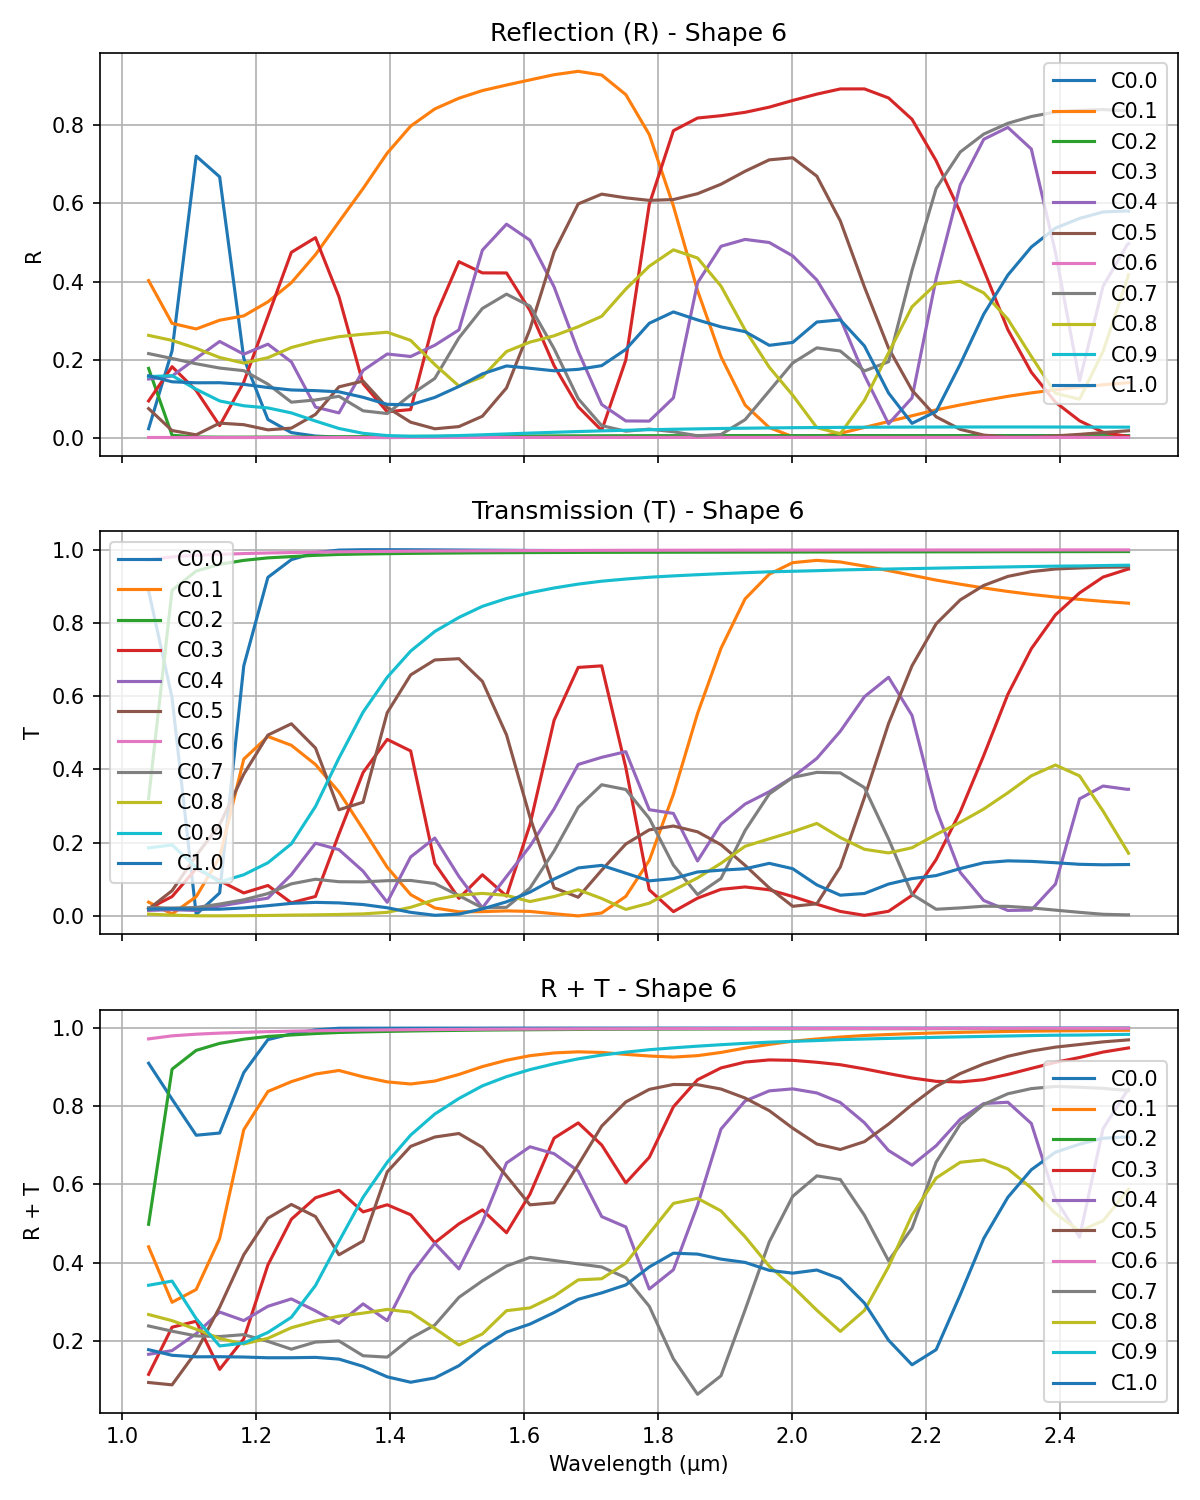 Reflection (R) - Shape 6
R
0.8
0.6
0.4
0.2
0.0
C0.0
C0.1
C0.2
C0.3
C0.4
C0.5
C0.6
C0.7
C0.8
C0.9
C1.0
Transmission (T) - Shape 6
T
1.0
0.8
0.6
0.4
0.2
0.0
C0.0
C0.1
C0.2
C0.3
C0.4
C0.5
C0.6
C0.7
C0.8
C0.9
C1.0
R + T - Shape 6
R + T
1.0
0.8
0.6
0.4
0.2
C0.0
C0.1
C0.2
C0.3
C0.4
C0.5
C0.6
C0.7
C0.8
C0.9
C1.0
1.0 1.2 1.4 1.6 1.8 2.0 2.2 2.4
Wavelength (μm)